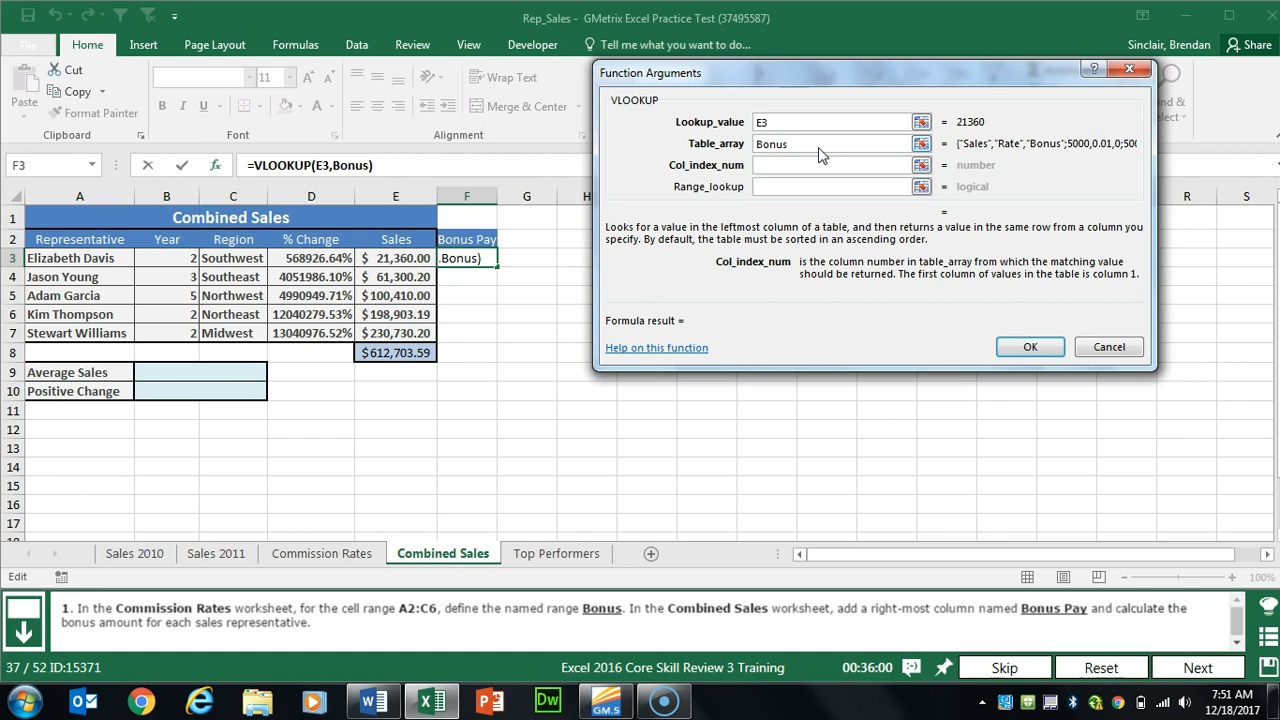 Rep_Sales - GMetrix Excel Practice Test (37495587)
File Home Insert Page Layout Formulas Data Review View Developer Tell me what you want to do... Sinclair, Brendan Share
Paste Cut Copy Format Painter
11
Wrap Text
Merge & Center
Clipboard Font Alignment
F3 =VLOOKUP(E3,Bonus)
Function Arguments
VLOOKUP
Lookup_value E3 = 21360
Table_array Bonus = {"Sales","Rate","Bonus";5000,0.01,0;50(
Col_index_num = number
Range_lookup = logical
=
Looks for a value in the leftmost column of a table, and then returns a value in the same row from a column you
specify. By default, the table must be sorted in an ascending order.
Col_index_num is the column number in table_array from which the matching value
should be returned. The first column of values in the table is column 1.
Formula result =
Help on this function OK Cancel
A B C D E F G H R S
1 Combined Sales
2 Representative Year Region % Change Sales Bonus Pay
3 Elizabeth Davis 2 Southwest 568926.64% $ 21,360.00 ,Bonus)
4 Jason Young 3 Southeast 4051986.10% $ 61,300.20
5 Adam Garcia 5 Northwest 4990949.71% $100,410.00
6 Kim Thompson 2 Northeast 12040279.53% $ 198,903.19
7 Stewart Williams 2 Midwest 13040976.52% $ 230,730.20
8 $612,703.59
9 Average Sales
10 Positive Change
11
12
13
14
15
16
17
Sales 2010 Sales 2011 Commission Rates Combined Sales Top Performers
Edit 100%
1. In the Commission Rates worksheet, for the cell range A2:C6, define the named range Bonus. In the Combined Sales worksheet, add a right-most column named Bonus Pay and calculate the
bonus amount for each sales representative.
37 / 52 ID:15371 Excel 2016 Core Skill Review 3 Training 00:36:00 Skip Reset Next
GM.5
7:51 AM
12/18/2017